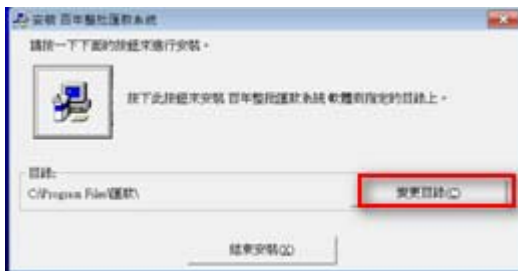 安裝 百年整批匯款系統
請按一下下面的按鈕來進行安裝。
按下此按鈕來安裝 百年整批匯款系統 軟體到指定的目錄上。
目錄:
C:\Program Files\匯款\
變更目錄(C)
結束安裝(X)